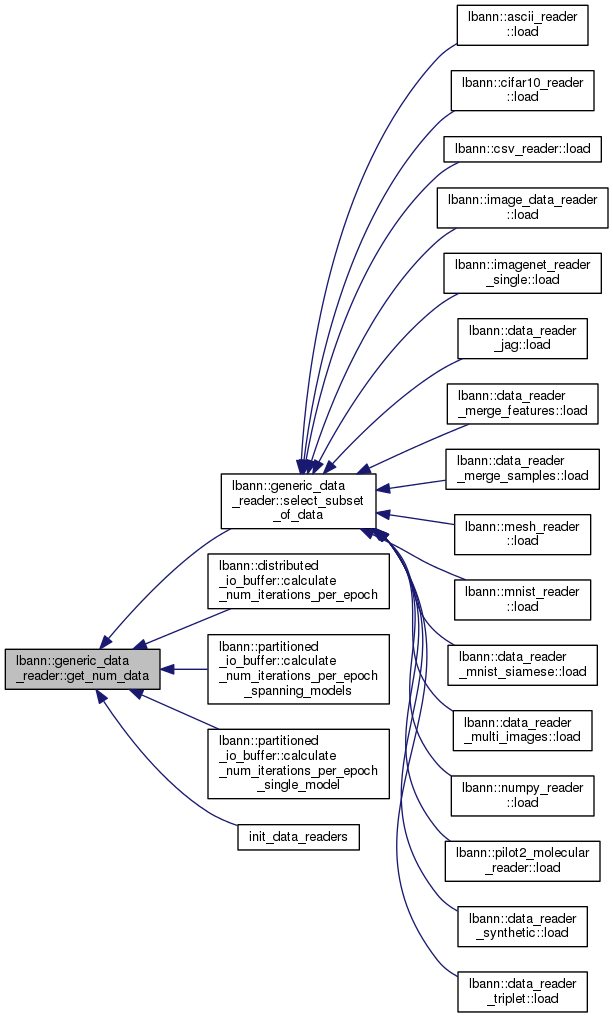 lbann::ascii_reader
::load
lbann::cifar10_reader
::load
lbann::csv_reader::load
lbann::image_data_reader
::load
lbann::imagenet_reader
_single::load
lbann::data_reader
_jag::load
lbann::data_reader
_merge_features::load
lbann::data_reader
_merge_samples::load
lbann::mesh_reader
::load
lbann::mnist_reader
::load
lbann::data_reader
_mnist_siamese::load
lbann::data_reader
_multi_images::load
lbann::numpy_reader
::load
lbann::pilot2_molecular
_reader::load
lbann::data_reader
_synthetic::load
lbann::data_reader
_triplet::load
lbann::generic_data
_reader::select_subset
_of_data
lbann::distributed
_io_buffer::calculate
_num_iterations_per_epoch
lbann::partitioned
_io_buffer::calculate
_num_iterations_per_epoch
_spanning_models
lbann::partitioned
_io_buffer::calculate
_num_iterations_per_epoch
_single_model
init_data_readers
lbann::generic_data
_reader::get_num_data